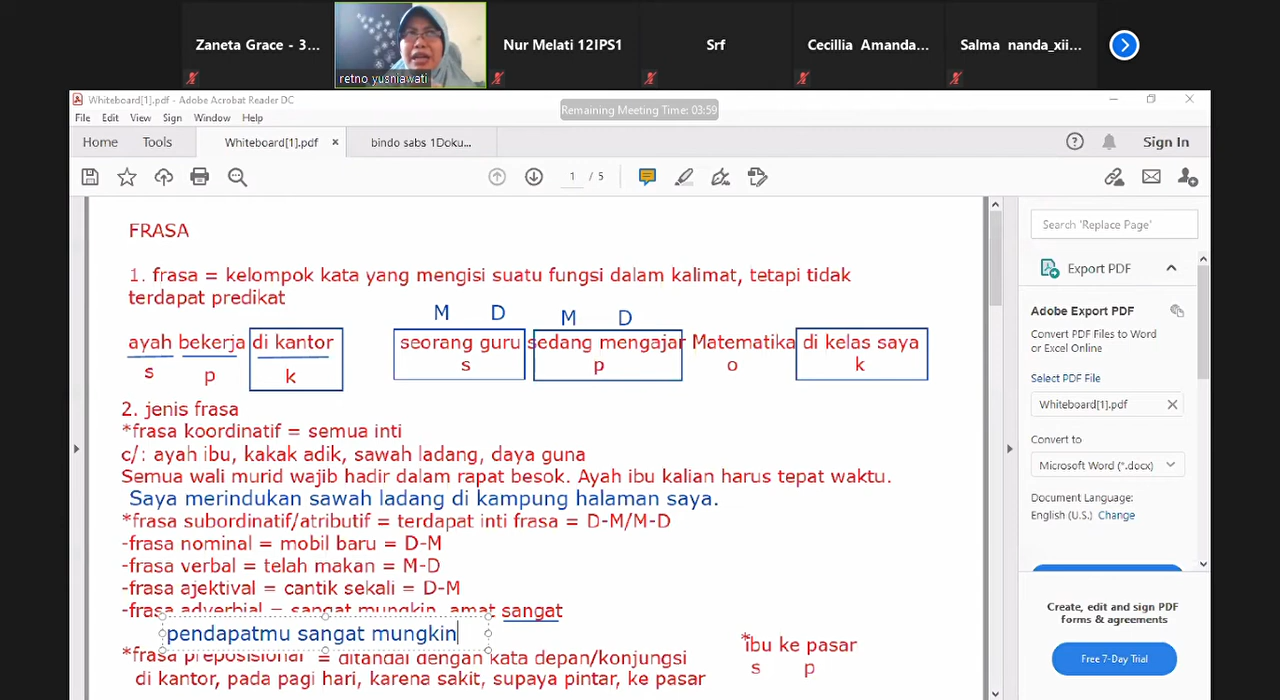 Zaneta Grace - 3...
retno yusniawati
Nur Melati 12IPS1
Srf
Cecillia Amanda...
Salma nanda_xii...
Whiteboard[1].pdf - Adobe Acrobat Reader DC
Remaining Meeting Time: 03:59
File Edit View Sign Window Help
Home Tools Whiteboard[1].pdf × bindo sabs 1Doku... Sign In
1 / 5
FRASA
1. frasa = kelompok kata yang mengisi suatu fungsi dalam kalimat, tetapi tidak
terdapat predikat
M D M D
ayah bekerja di kantor seorang guru sedang mengajar Matematika di kelas saya
s p k s p o k
2. jenis frasa
*frasa koordinatif = semua inti
c/: ayah ibu, kakak adik, sawah ladang, daya guna
Semua wali murid wajib hadir dalam rapat besok. Ayah ibu kalian harus tepat waktu.
Saya merindukan sawah ladang di kampung halaman saya.
*frasa subordinatif/atributif = terdapat inti frasa = D-M/M-D
-frasa nominal = mobil baru = D-M
-frasa verbal = telah makan = M-D
-frasa ajektival = cantik sekali = D-M
-frasa adverbial = sangat mungkin, amat sangat
pendapatmu sangat mungkin
*frasa preposisional = ditandai dengan kata depan/konjungsi
di kantor, pada pagi hari, karena sakit, supaya pintar, ke pasar
*ibu ke pasar
s p
Search 'Replace Page'
Export PDF
Adobe Export PDF
Convert PDF Files to Word
or Excel Online
Select PDF File
Whiteboard[1].pdf ×
Convert to
Microsoft Word (*.docx)
Document Language:
English (U.S.) Change
Create, edit and sign PDF
forms & agreements
Free 7-Day Trial